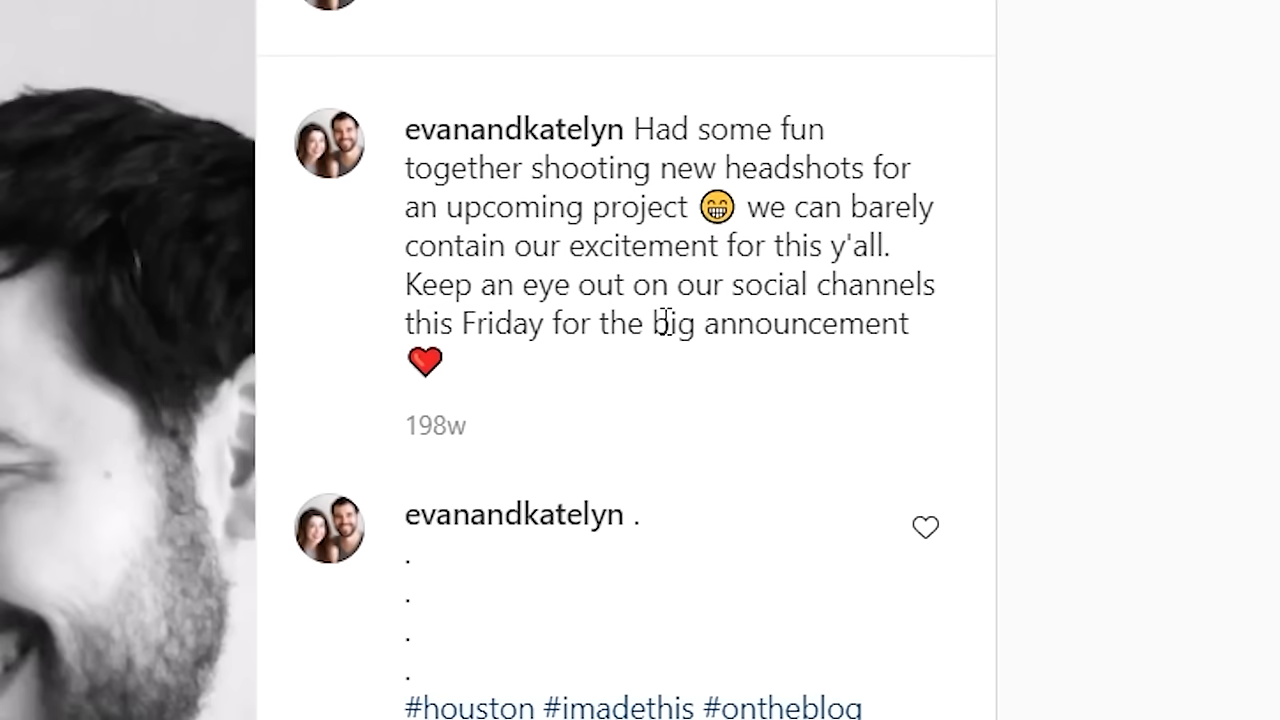 evanandkatelyn Had some fun
together shooting new headshots for
an upcoming project 😁 we can barely
contain our excitement for this y'all.
Keep an eye out on our social channels
this Friday for the big announcement
❤️
198w
evanandkatelyn .
.
.
.
.
#houston #imadethis #ontheblog